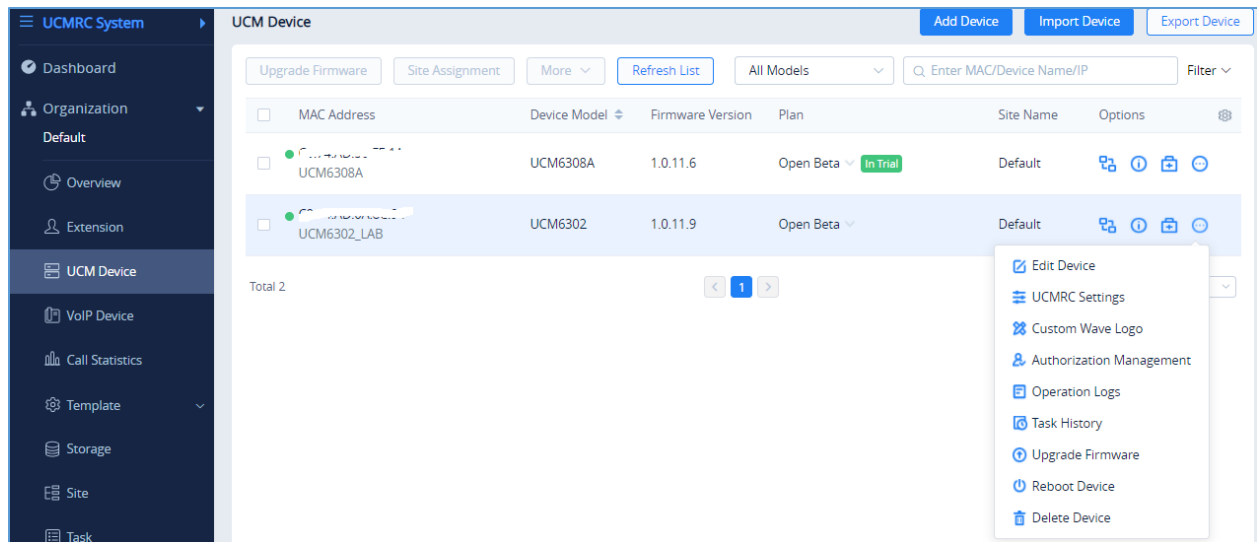 UCMRC System
UCM Device
Add Device
Import Device
Export Device
Dashboard
Organization
Default
Overview
Extension
UCM Device
VoIP Device
Call Statistics
Template
Storage
Site
Task
Upgrade Firmware
Site Assignment
More
Refresh List
All Models
Enter MAC/Device Name/IP
Filter
MAC Address
Device Model
Firmware Version
Plan
Site Name
Options
UCM6308A
UCM6308A
1.0.11.6
Open Beta
In Trial
Default
UCM6302_LAB
UCM6302
1.0.11.9
Open Beta
Default
Total 2
1
Edit Device
UCMRC Settings
Custom Wave Logo
Authorization Management
Operation Logs
Task History
Upgrade Firmware
Reboot Device
Delete Device